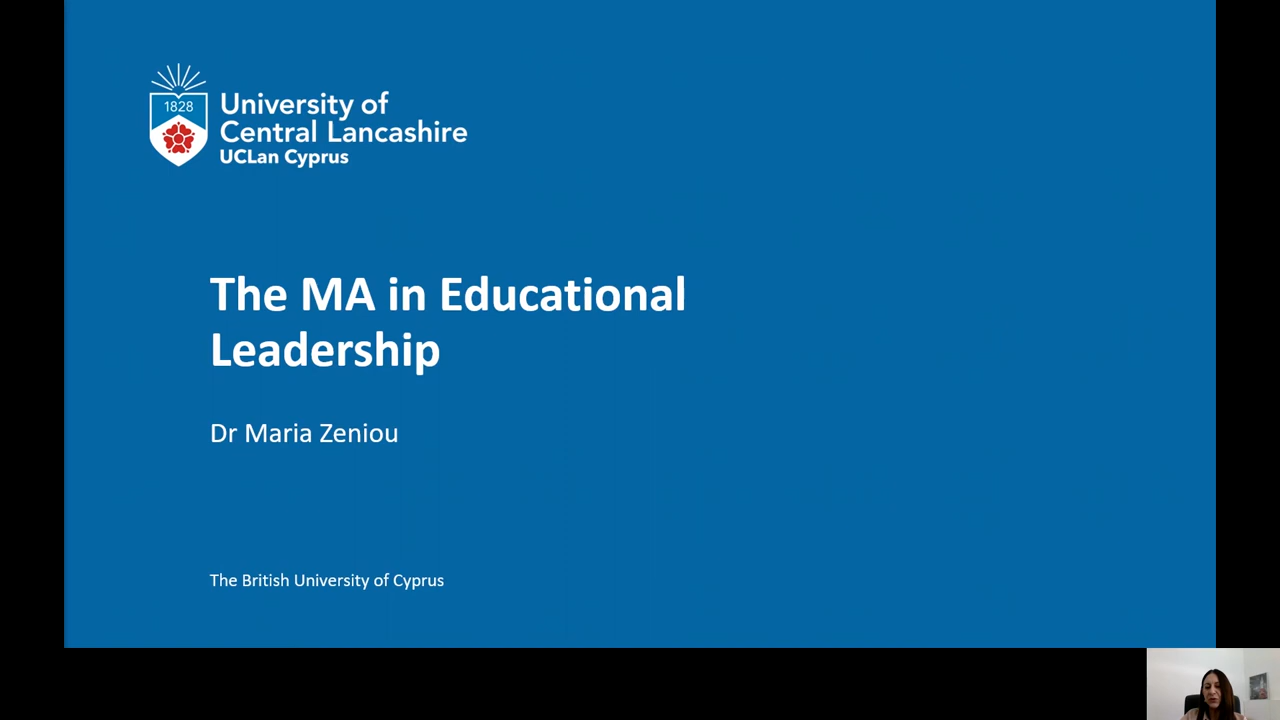 1828
University of
Central Lancashire
UCLan Cyprus
The MA in Educational
Leadership
Dr Maria Zeniou
The British University of Cyprus